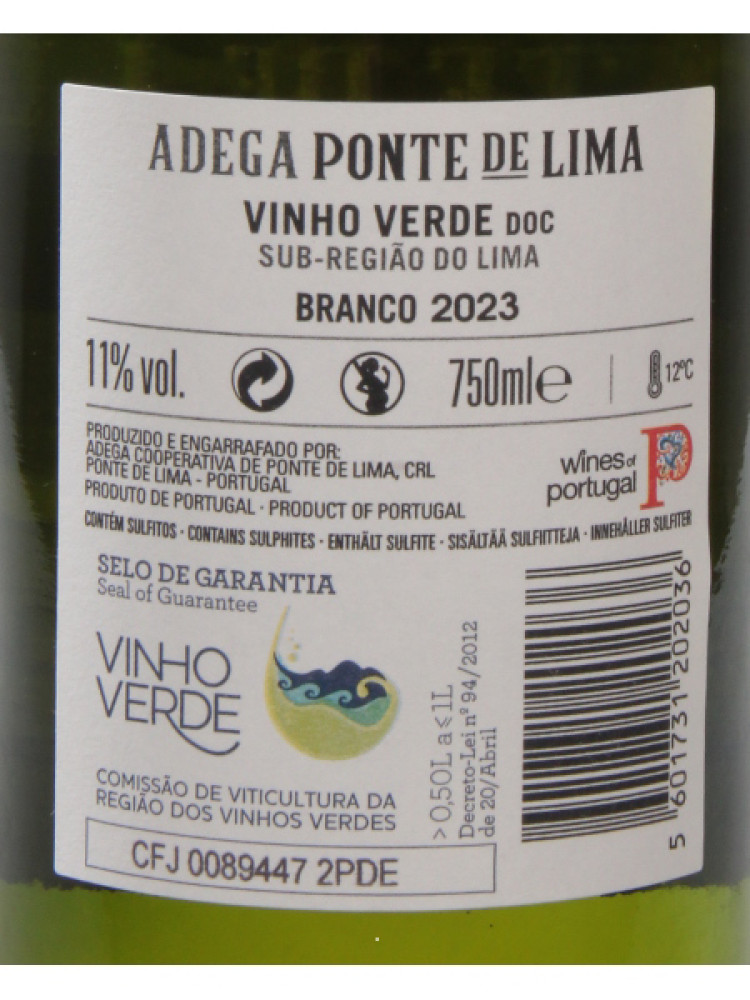 ADEGA PONTE DE LIMA
VINHO VERDE DOC
SUB-REGIÃO DO LIMA
BRANCO 2023
11% vol.
750ml e
12ºC
PRODUZIDO E ENGARRAFADO POR:
ADEGA COOPERATIVA DE PONTE DE LIMA, CRL
PONTE DE LIMA - PORTUGAL
PRODUTO DE PORTUGAL · PRODUCT OF PORTUGAL
wines of
portugal
P
CONTÉM SULFITOS · CONTAINS SULPHITES · ENTHÄLT SULFITE · SISÄLTÄÄ SULFIITTEJA · INNEHÅLLER SULFITER
SELO DE GARANTIA
Seal of Guarantee
VINHO
VERDE
COMISSÃO DE VITICULTURA DA
REGIÃO DOS VINHOS VERDES
CFJ 0089447 2PDE
> 0,50L a ≤ 1L
Decreto-Lei nº 94/2012
de 20/Abril
5 601731 202036